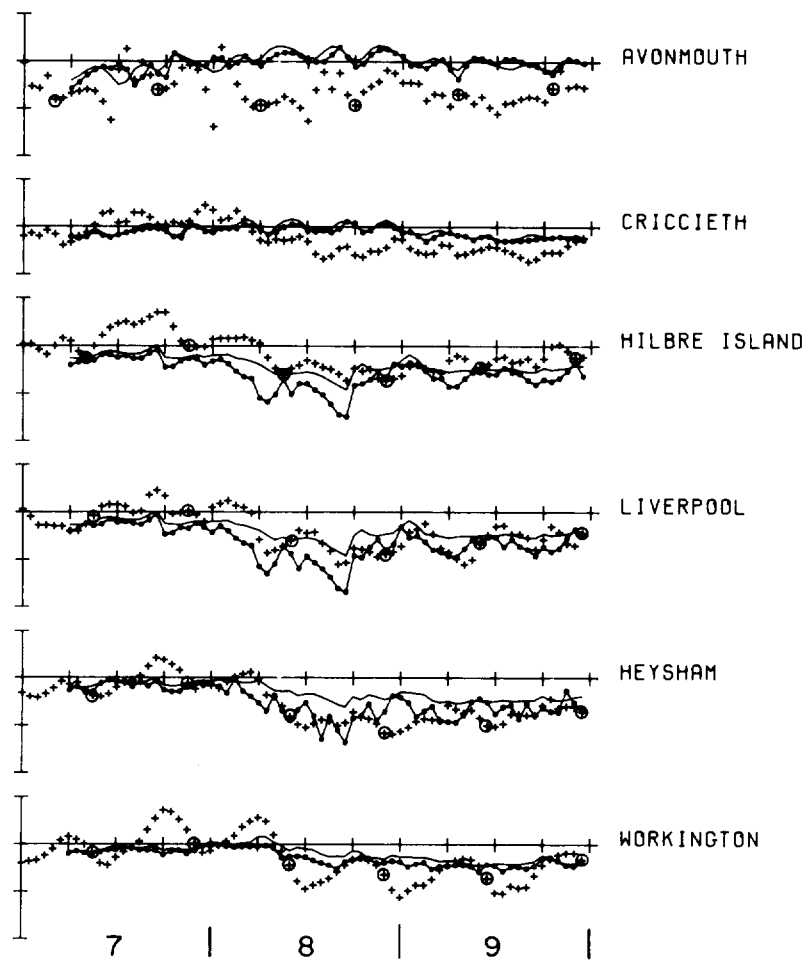 AVONMOUTH
CRICCIETH
HILBRE ISLAND
LIVERPOOL
HEYSHAM
WORKINGTON
7 8 9